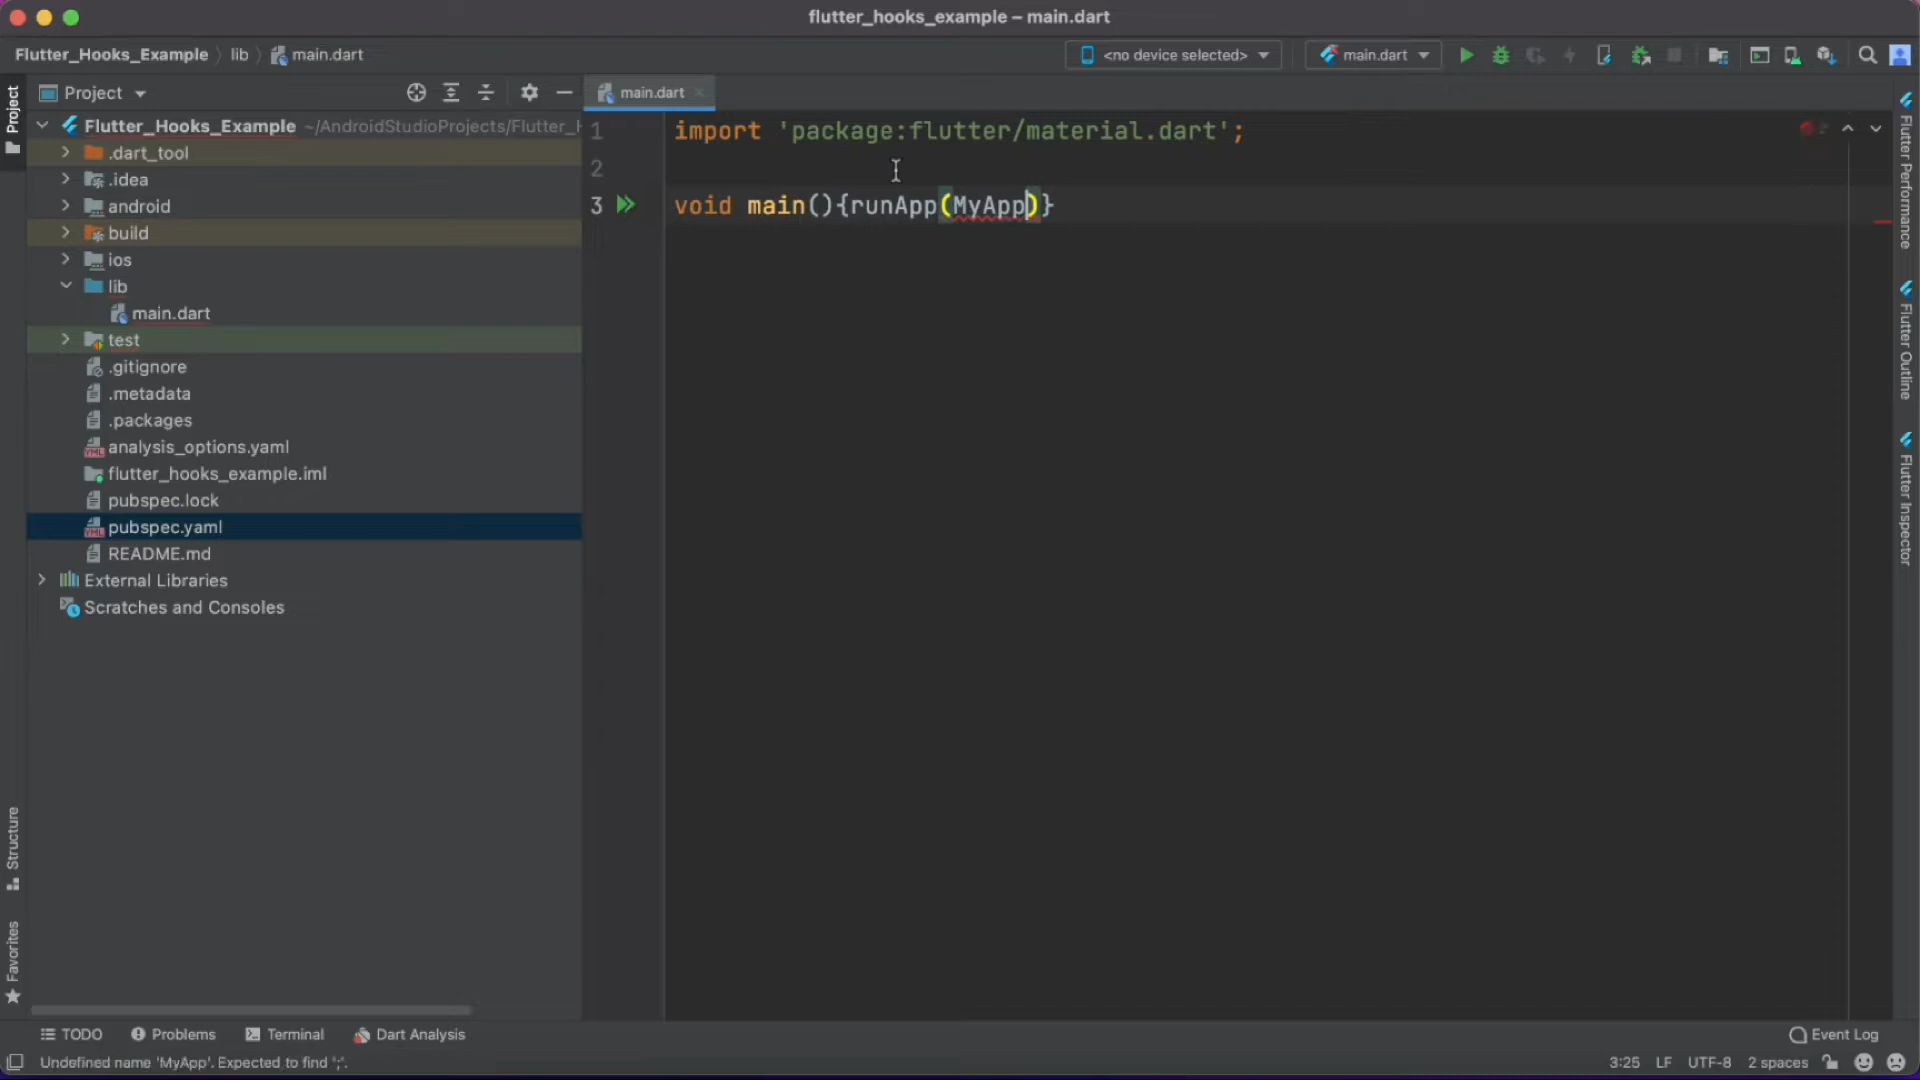 flutter_hooks_example – main.dart
Flutter_Hooks_Example
lib
main.dart
<no device selected>
main.dart
Project
main.dart
Project
Flutter_Hooks_Example ~/AndroidStudioProjects/Flutter_
.dart_tool
.idea
android
build
ios
lib
main.dart
test
.gitignore
.metadata
.packages
analysis_options.yaml
flutter_hooks_example.iml
pubspec.lock
pubspec.yaml
README.md
External Libraries
Scratches and Consoles
1 import 'package:flutter/material.dart';
2
3 void main(){runApp(MyApp)}
Flutter Performance
Flutter Outline
Flutter Inspector
Structure
Favorites
TODO
Problems
Terminal
Dart Analysis
Event Log
Undefined name 'MyApp'. Expected to find ';'.
3:25 LF UTF-8 2 spaces